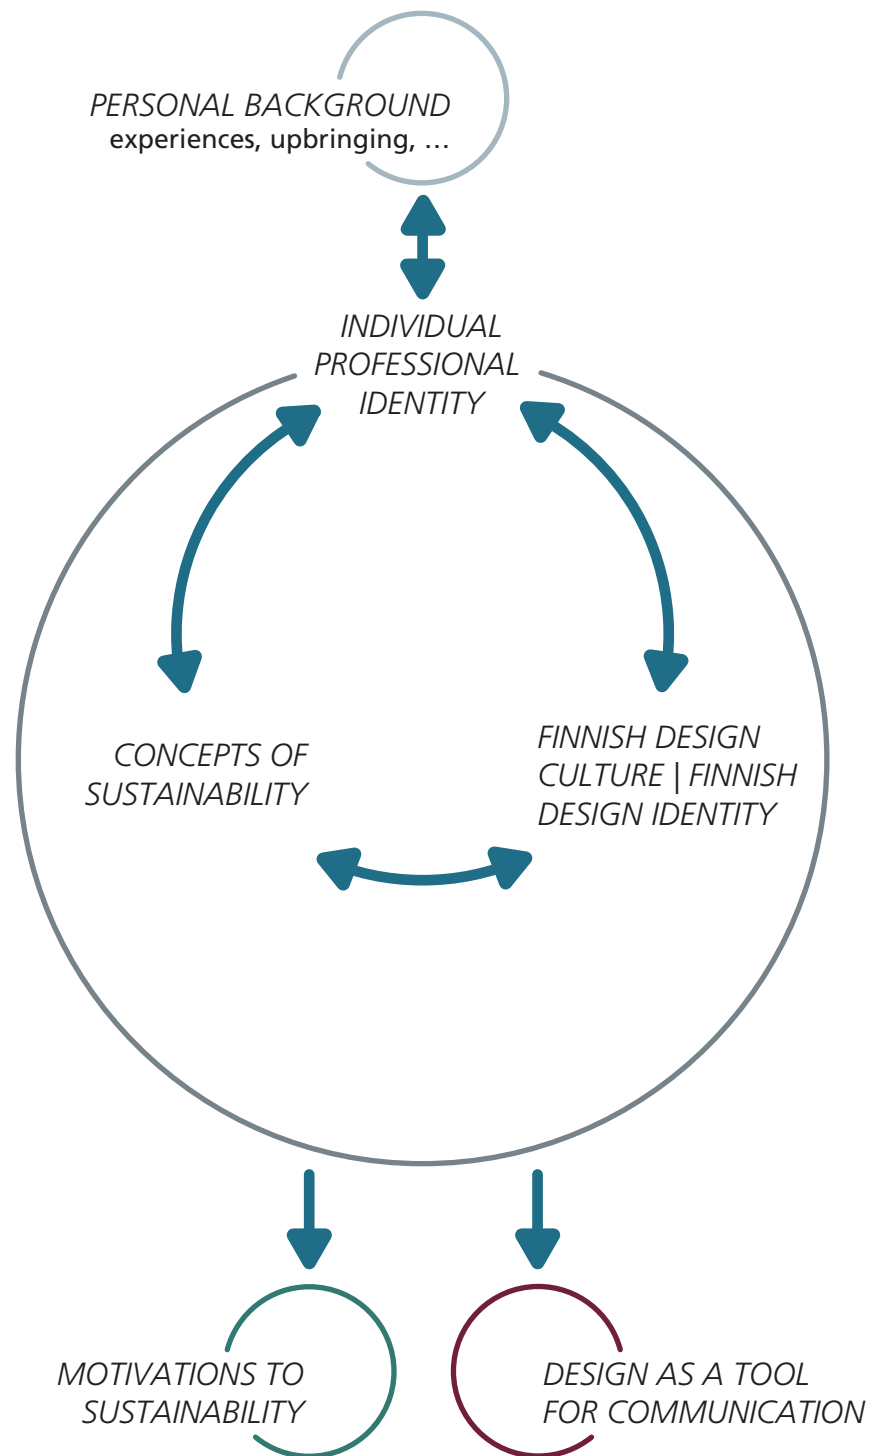 PERSONAL BACKGROUND
experiences, upbringing, …
INDIVIDUAL
PROFESSIONAL
IDENTITY
CONCEPTS OF
SUSTAINABILITY
FINNISH DESIGN
CULTURE | FINNISH
DESIGN IDENTITY
MOTIVATIONS TO
SUSTAINABILITY
DESIGN AS A TOOL
FOR COMMUNICATION